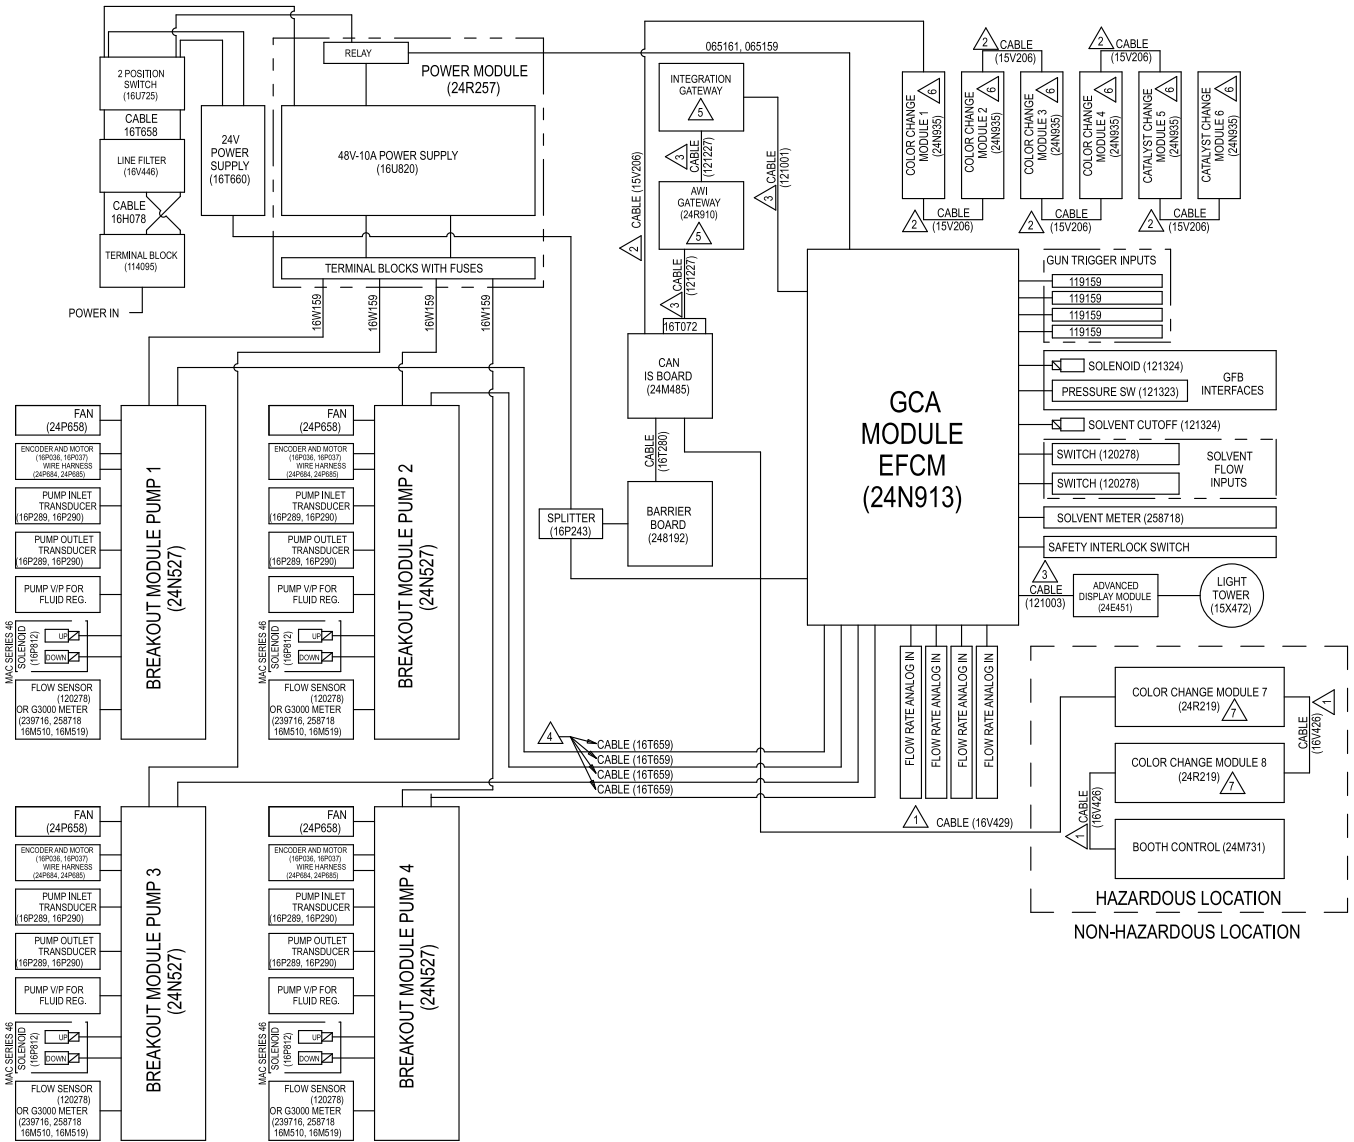 2 POSITION
SWITCH
(16U725)
CABLE
16T658
LINE FILTER
(16V446)
CABLE
16H078
TERMINAL BLOCK
(114095)
POWER IN
24V
POWER
SUPPLY
(16T660)
RELAY
POWER MODULE
(24R257)
48V-10A POWER SUPPLY
(16U820)
TERMINAL BLOCKS WITH FUSES
16W159
16W159
16W159
16W159
065161, 065159
INTEGRATION
GATEWAY
5
3
CABLE
(121227)
AWI
GATEWAY
(24R910)
5
3
CABLE
(121227)
3
CABLE
(121001)
2
CABLE (15V206)
16T072
CAN
IS BOARD
(24M485)
CABLE
(16T280)
BARRIER
BOARD
(248192)
SPLITTER
(16P243)
2
CABLE
(15V206)
2
CABLE
(15V206)
COLOR CHANGE
MODULE 1
(24N935)
6
COLOR CHANGE
MODULE 2
(24N935)
6
COLOR CHANGE
MODULE 3
(24N935)
6
COLOR CHANGE
MODULE 4
(24N935)
6
CATALYST CHANGE
MODULE 5
(24N935)
6
CATALYST CHANGE
MODULE 6
(24N935)
6
2
CABLE
(15V206)
2
CABLE
(15V206)
2
CABLE
(15V206)
GCA
MODULE
EFCM
(24N913)
GUN TRIGGER INPUTS
119159
119159
119159
119159
SOLENOID (121324)
PRESSURE SW (121323)
GFB
INTERFACES
SOLVENT CUTOFF (121324)
SWITCH (120278)
SWITCH (120278)
SOLVENT
FLOW
INPUTS
SOLVENT METER (258718)
SAFETY INTERLOCK SWITCH
3
CABLE
(121003)
ADVANCED
DISPLAY MODULE
(24E451)
LIGHT
TOWER
(15X472)
FLOW RATE ANALOG IN
FLOW RATE ANALOG IN
FLOW RATE ANALOG IN
FLOW RATE ANALOG IN
COLOR CHANGE MODULE 7
(24R219)
7
1
CABLE
(16V426)
COLOR CHANGE MODULE 8
(24R219)
7
1
CABLE
(16V426)
BOOTH CONTROL (24M731)
HAZARDOUS LOCATION
NON-HAZARDOUS LOCATION
1
CABLE (16V429)
4
CABLE (16T659)
CABLE (16T659)
CABLE (16T659)
CABLE (16T659)
FAN
(24P658)
ENCODER AND MOTOR
(16P036, 16P037)
WIRE HARNESS
(24P684, 24P685)
PUMP INLET
TRANSDUCER
(16P289, 16P290)
PUMP OUTLET
TRANSDUCER
(16P289, 16P290)
PUMP V/P FOR
FLUID REG.
MAC SERIES 46
SOLENOID
(16P812)
UP
DOWN
FLOW SENSOR
(120278)
OR G3000 METER
(239716, 258718
16M510, 16M519)
BREAKOUT MODULE PUMP 1
(24N527)
FAN
(24P658)
ENCODER AND MOTOR
(16P036, 16P037)
WIRE HARNESS
(24P684, 24P685)
PUMP INLET
TRANSDUCER
(16P289, 16P290)
PUMP OUTLET
TRANSDUCER
(16P289, 16P290)
PUMP V/P FOR
FLUID REG.
MAC SERIES 46
SOLENOID
(16P812)
UP
DOWN
FLOW SENSOR
(120278)
OR G3000 METER
(239716, 258718
16M510, 16M519)
BREAKOUT MODULE PUMP 2
(24N527)
FAN
(24P658)
ENCODER AND MOTOR
(16P036, 16P037)
WIRE HARNESS
(24P684, 24P685)
PUMP INLET
TRANSDUCER
(16P289, 16P290)
PUMP OUTLET
TRANSDUCER
(16P289, 16P290)
PUMP V/P FOR
FLUID REG.
MAC SERIES 46
SOLENOID
(16P812)
UP
DOWN
FLOW SENSOR
(120278)
OR G3000 METER
(239716, 258718
16M510, 16M519)
BREAKOUT MODULE PUMP 3
(24N527)
FAN
(24P658)
ENCODER AND MOTOR
(16P036, 16P037)
WIRE HARNESS
(24P684, 24P685)
PUMP INLET
TRANSDUCER
(16P289, 16P290)
PUMP OUTLET
TRANSDUCER
(16P289, 16P290)
PUMP V/P FOR
FLUID REG.
MAC SERIES 46
SOLENOID
(16P812)
UP
DOWN
FLOW SENSOR
(120278)
OR G3000 METER
(239716, 258718
16M510, 16M519)
BREAKOUT MODULE PUMP 4
(24N527)